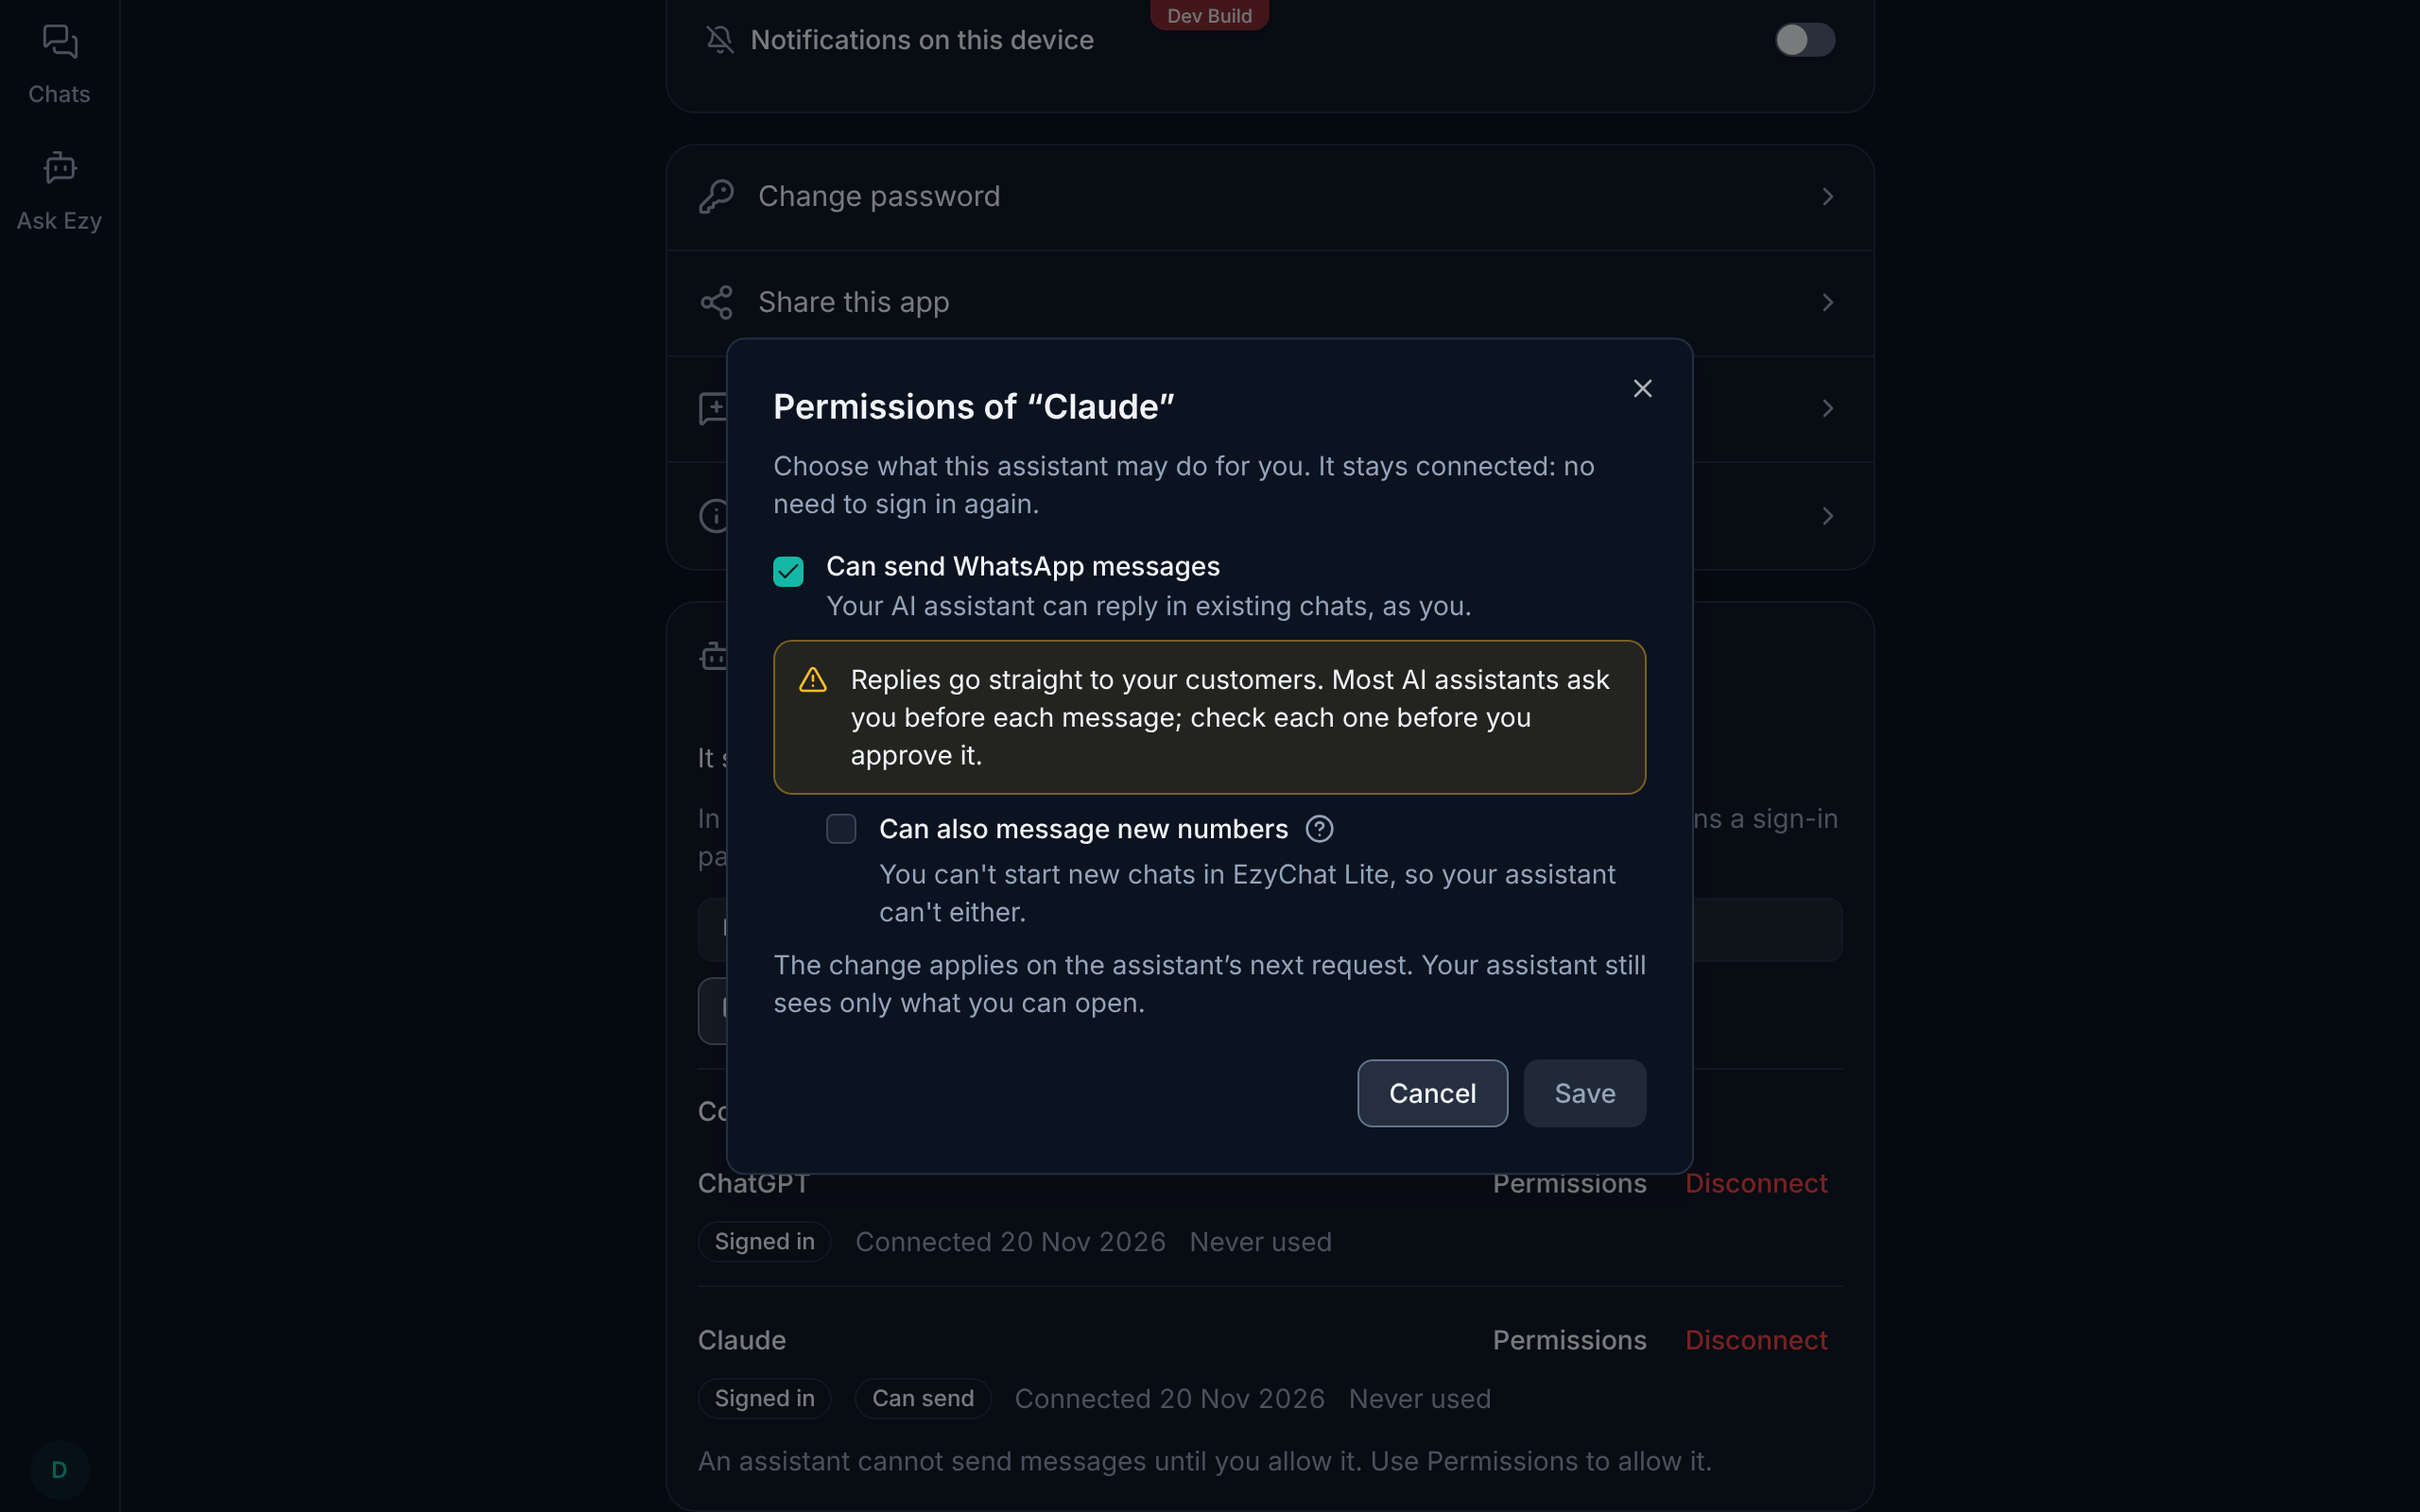 Dev Build
Notifications on this device
Chats
Ask Ezy
Change password
Share this app
Permissions of “Claude”
Choose what this assistant may do for you. It stays connected: no
need to sign in again.
Can send WhatsApp messages
Your AI assistant can reply in existing chats, as you.
Replies go straight to your customers. Most AI assistants ask
you before each message; check each one before you
approve it.
Can also message new numbers
You can't start new chats in EzyChat Lite, so your assistant
can't either.
The change applies on the assistant’s next request. Your assistant still
sees only what you can open.
Cancel
Save
It
In
a sign-in
ChatGPT
Permissions
Disconnect
Signed in
Connected 20 Nov 2026
Never used
Claude
Permissions
Disconnect
Signed in
Can send
Connected 20 Nov 2026
Never used
An assistant cannot send messages until you allow it. Use Permissions to allow it.
D